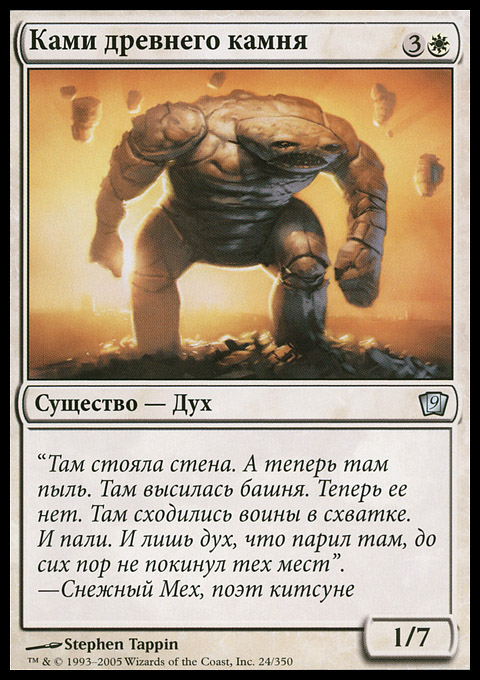 Ками древнего камня
3
Существо — Дух
9
“Там стояла стена. А теперь там
пыль. Там высилась башня. Теперь ее
нет. Там сходились воины в схватке.
И пали. И лишь дух, что парил там, до
сих пор не покинул тех мест”.
—Снежный Мех, поэт китсуне
Stephen Tappin
1/7
™ & © 1993–2005 Wizards of the Coast, Inc. 24/350